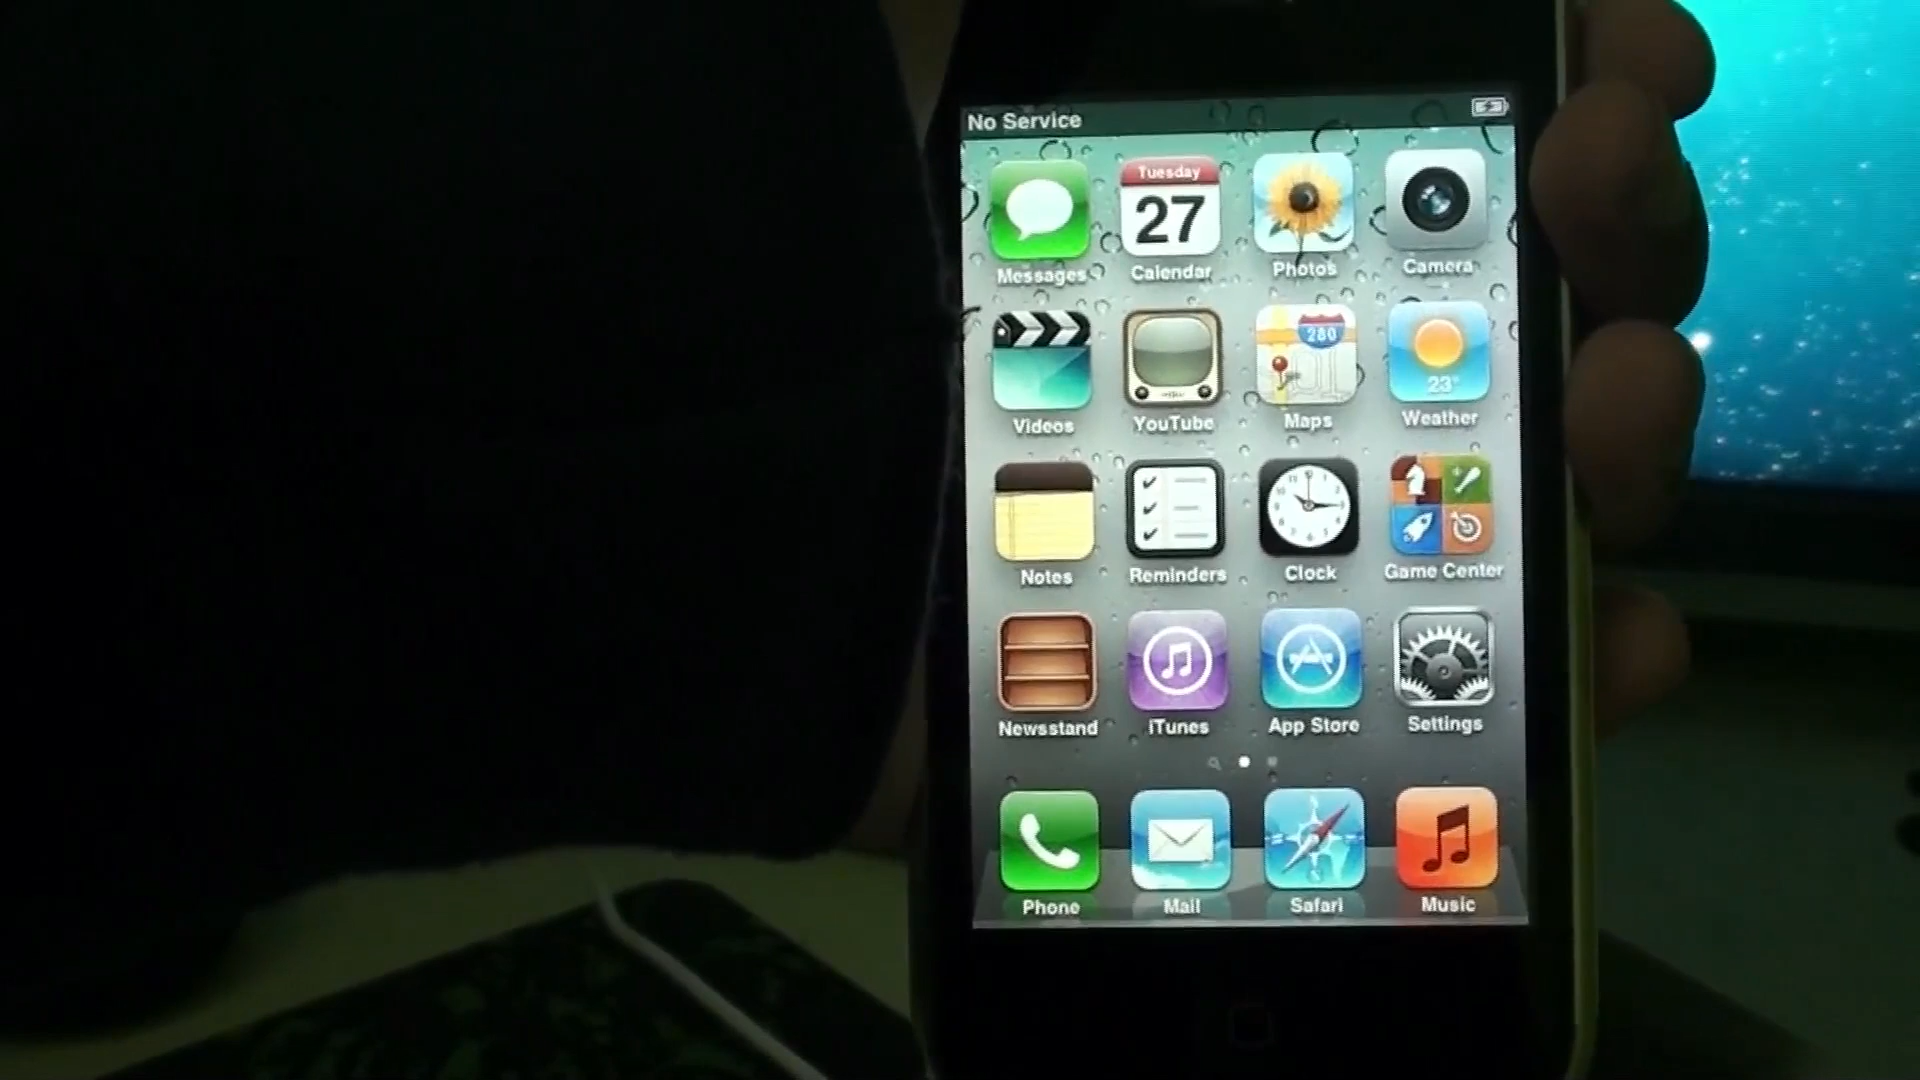 No Service
Tuesday
27
Messages Calendar Photos Camera
280
23°
Videos YouTube Maps Weather
Notes Reminders Clock Game Center
Newsstand iTunes App Store Settings
Phone Mail Safari Music